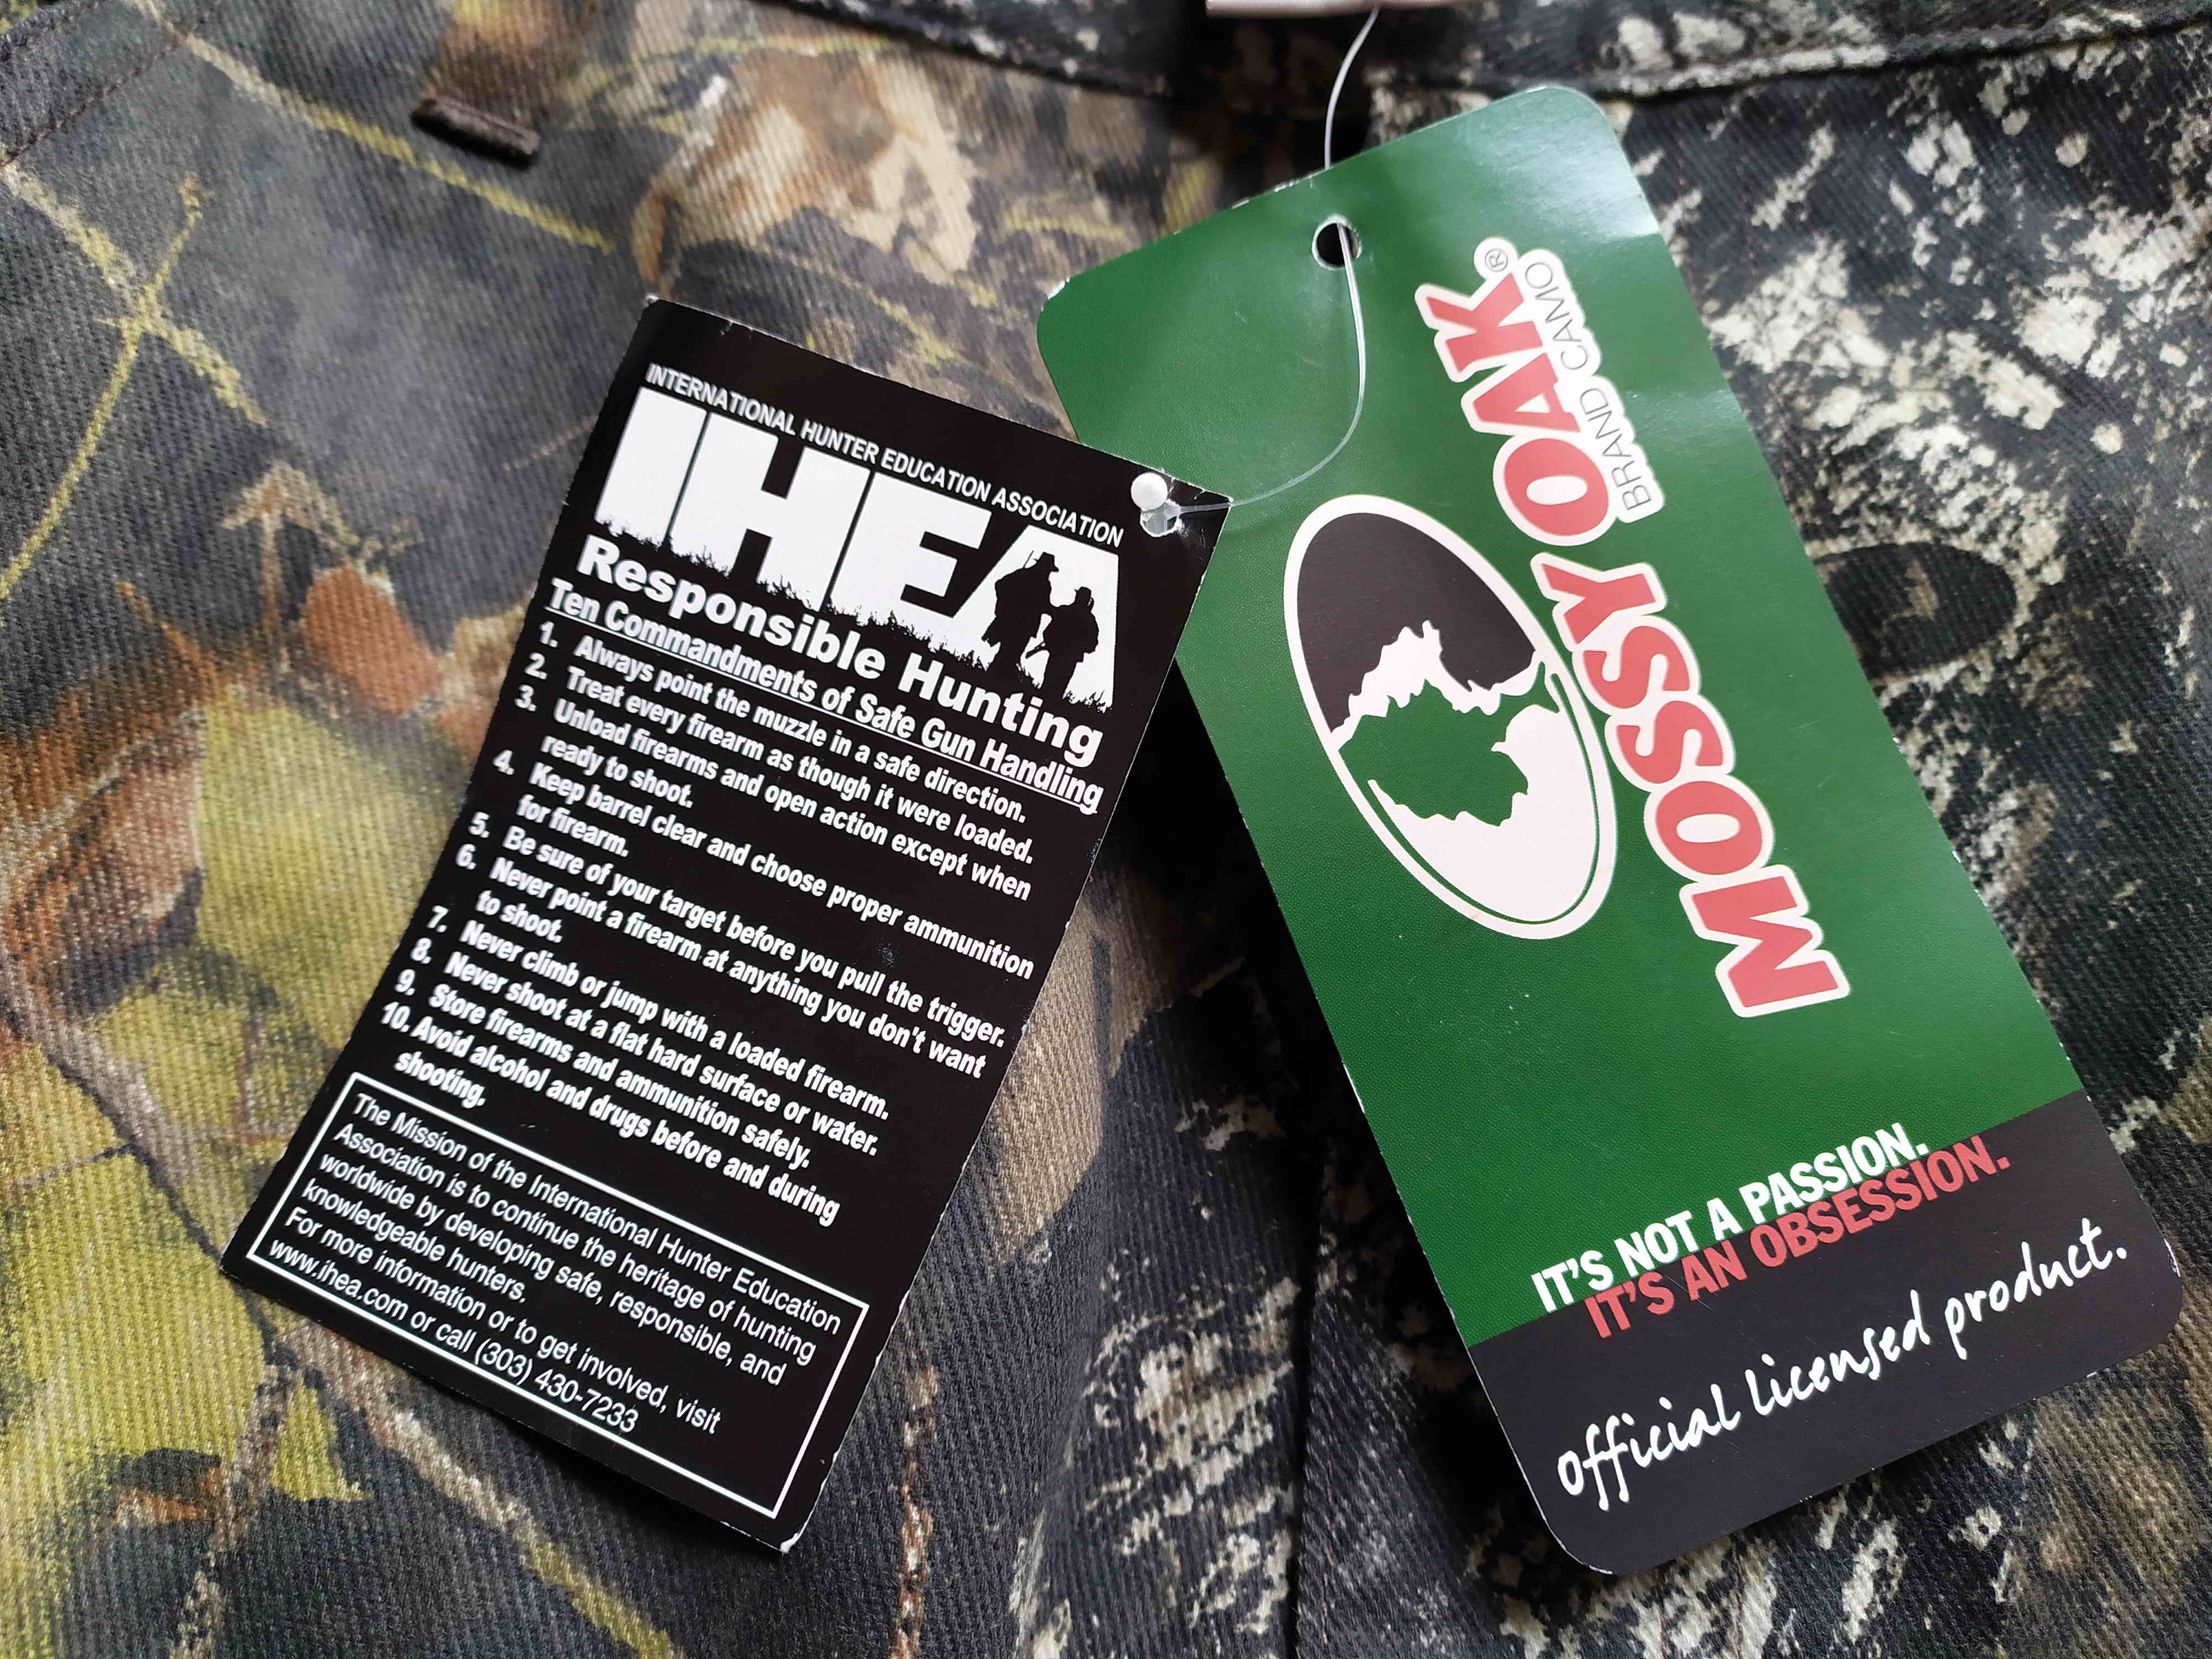 INTERNATIONAL HUNTER EDUCATION ASSOCIATION
IHEA
Responsible Hunting
Ten Commandments of Safe Gun Handling
1. Always point the muzzle in a safe direction.
2. Treat every firearm as though it were loaded.
3. Unload firearms and open action except when
ready to shoot.
4. Keep barrel clear and choose proper ammunition
for firearm.
5. Be sure of your target before you pull the trigger.
6. Never point a firearm at anything you don't want
to shoot.
7. Never climb or jump with a loaded firearm.
8. Never shoot at a flat hard surface or water.
9. Store firearms and ammunition safely.
10. Avoid alcohol and drugs before and during
shooting.
The Mission of the International Hunter Education
Association is to continue the heritage of hunting
worldwide by developing safe, responsible, and
knowledgeable hunters.
For more information or to get involved, visit
www.ihea.com or call (303) 430-7233
MOSSY OAK®
BRAND CAMO
IT'S NOT A PASSION.
IT'S AN OBSESSION.
official licensed product.